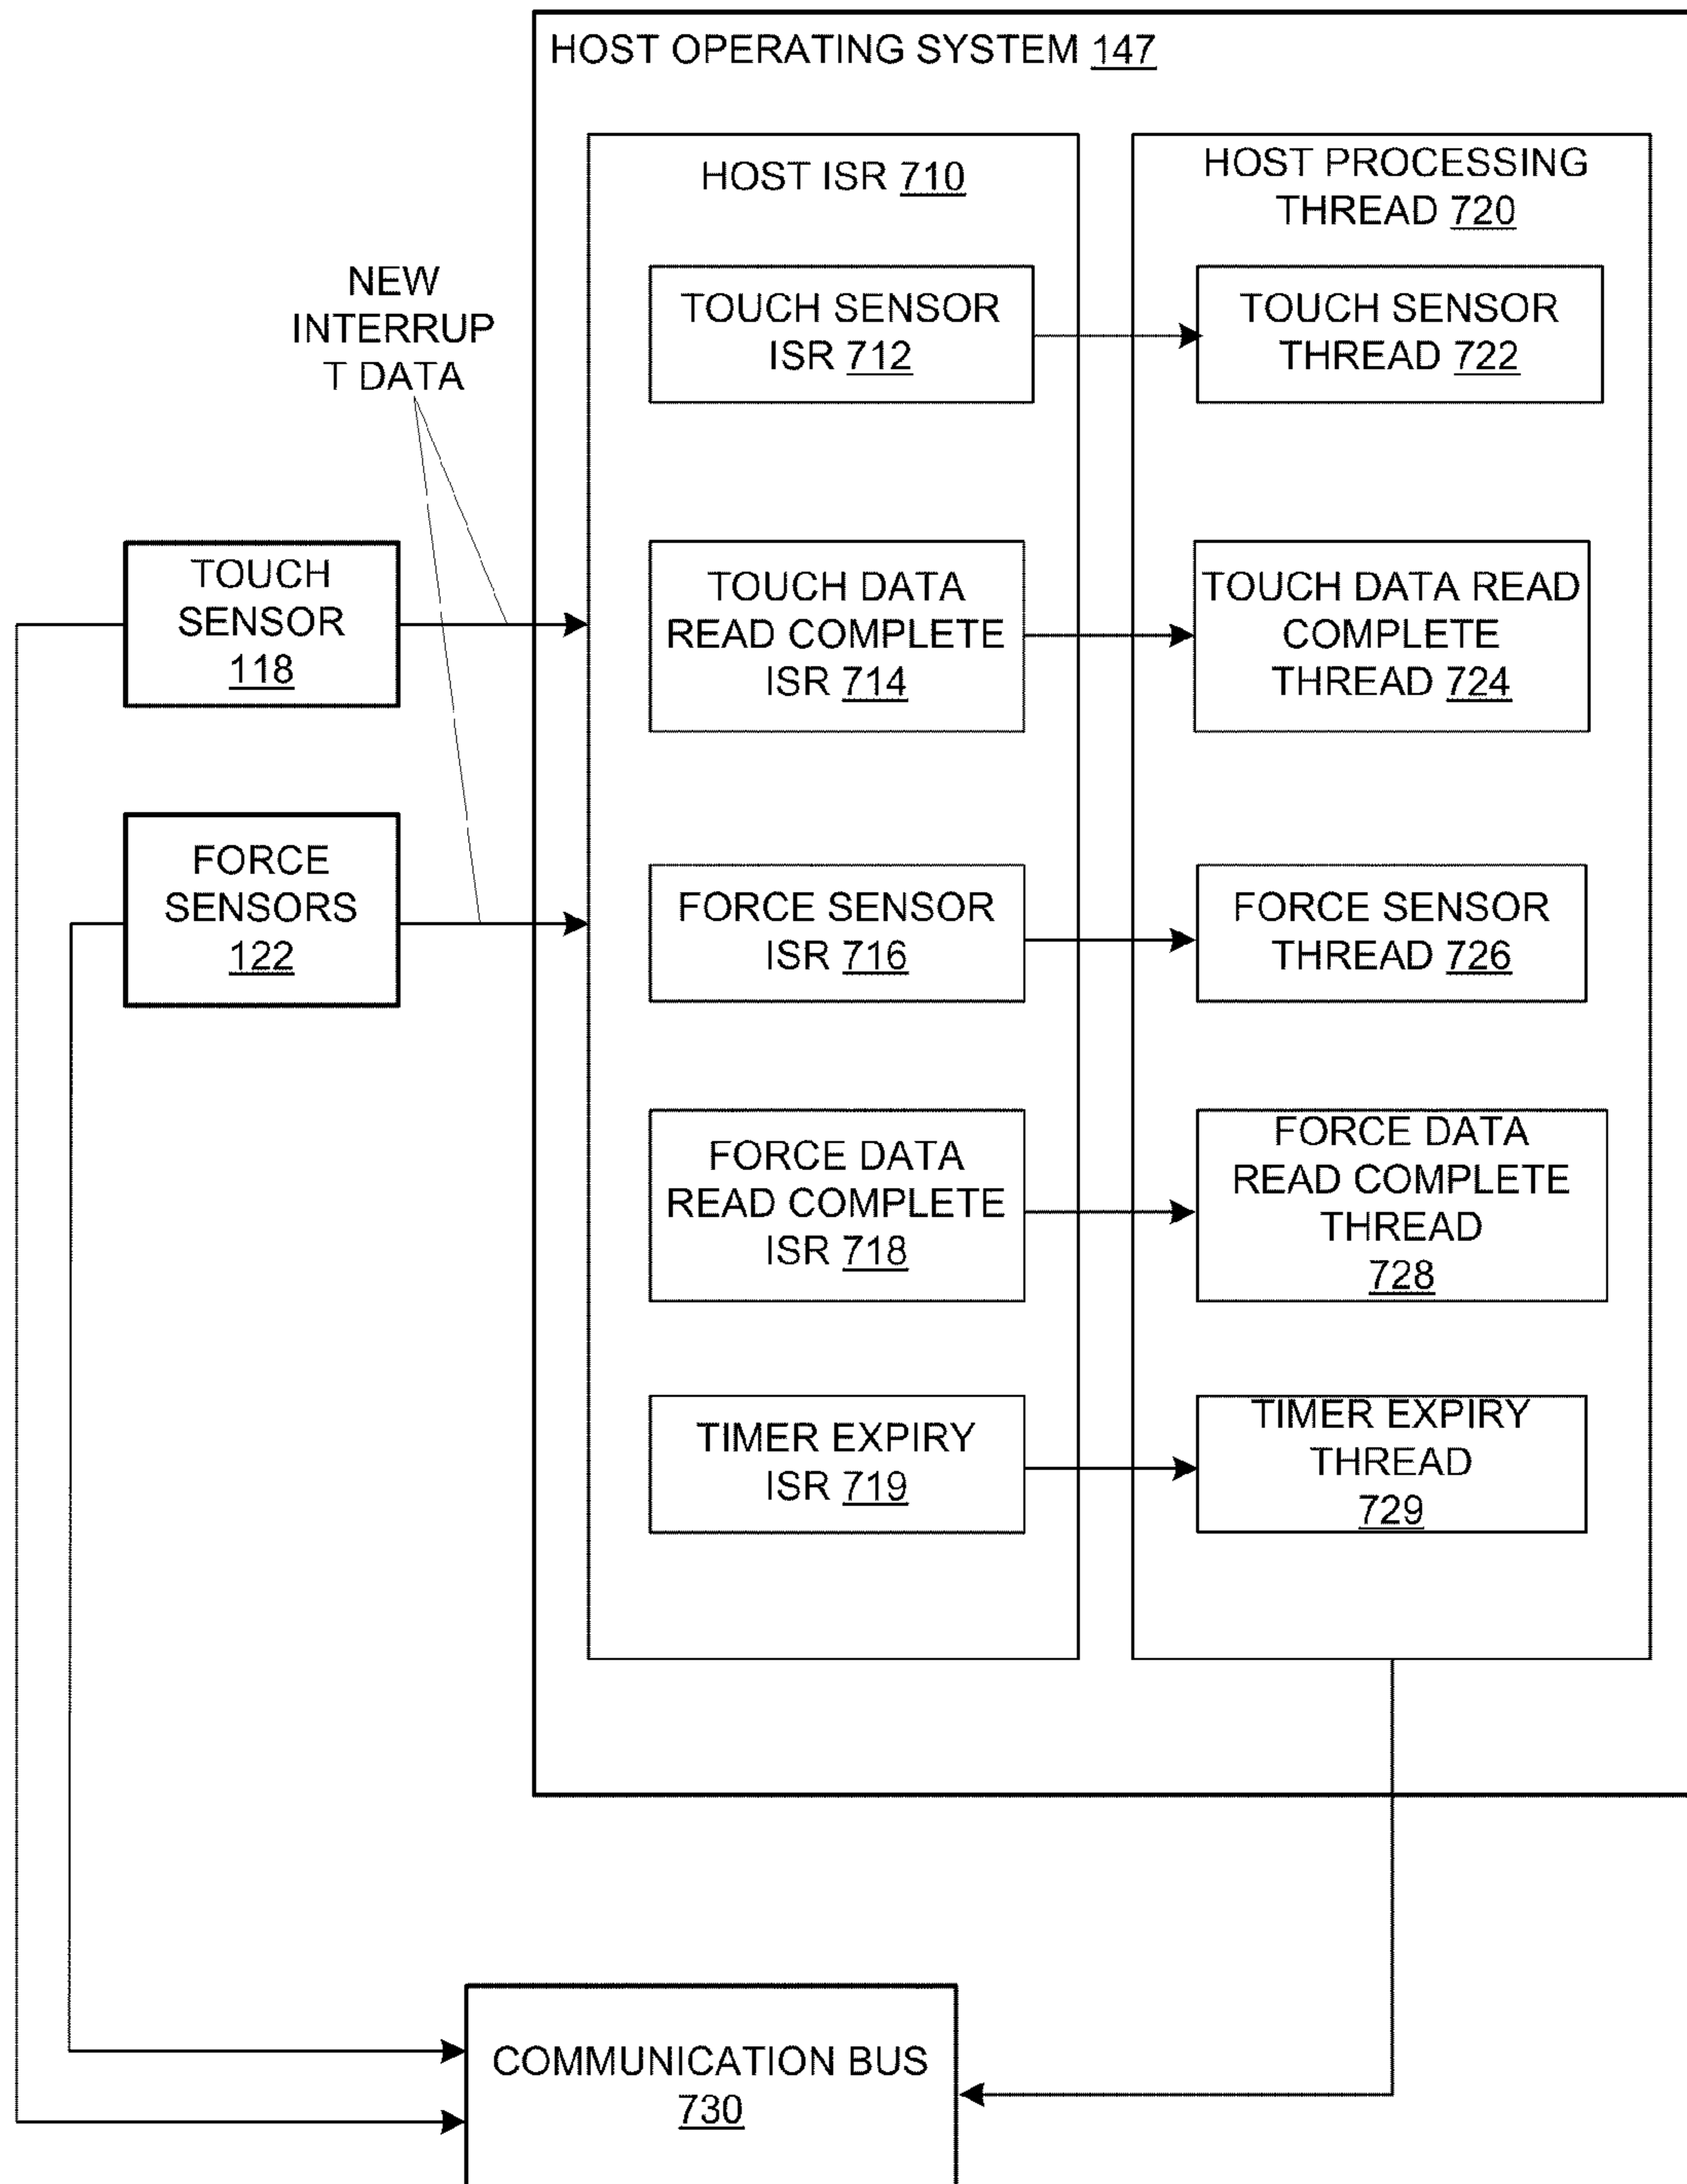 HOST OPERATING SYSTEM 147
HOST ISR 710
HOST PROCESSING
THREAD 720
NEW
INTERRUP
T DATA
TOUCH SENSOR
ISR 712
TOUCH SENSOR
THREAD 722
TOUCH
SENSOR
118
TOUCH DATA
READ COMPLETE
ISR 714
TOUCH DATA READ
COMPLETE
THREAD 724
FORCE
SENSORS
122
FORCE SENSOR
ISR 716
FORCE SENSOR
THREAD 726
FORCE DATA
READ COMPLETE
ISR 718
FORCE DATA
READ COMPLETE
THREAD
728
TIMER EXPIRY
ISR 719
TIMER EXPIRY
THREAD
729
COMMUNICATION BUS
730